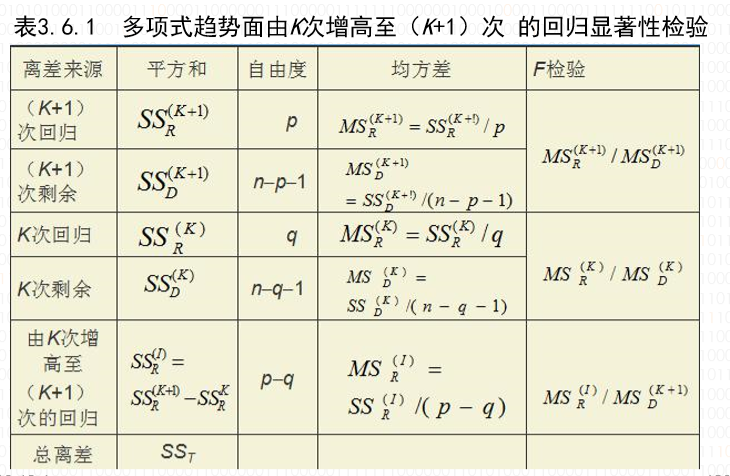 表3.6.1 多项式趋势面由K次增高至（K+1）次 的回归显著性检验
离差来源 平方和 自由度 均方差 F检验
（K+1）次回归 SS_R^(K+1) p MS_R^(K+1) = SS_R^(K+1) / p MS_R^(K+1) / MS_D^(K+1)
（K+1）次剩余 SS_D^(K+1) n–p–1 MS_D^(K+1) = SS_D^(K+1) /(n − p − 1)
K次回归 SS_R^(K) q MS_R^(K) = SS_R^(K) / q MS_R^(K) / MS_D^(K)
K次剩余 SS_D^(K) n–q–1 MS_D^(K) = SS_D^(K) /( n − q − 1)
由K次增高至（K+1）次的回归 SS_R^(I) = SS_R^(K+1) − SS_R^K p–q MS_R^(I) = SS_R^(I) /( p − q) MS_R^(I) / MS_D^(K+1)
总离差 SS_T